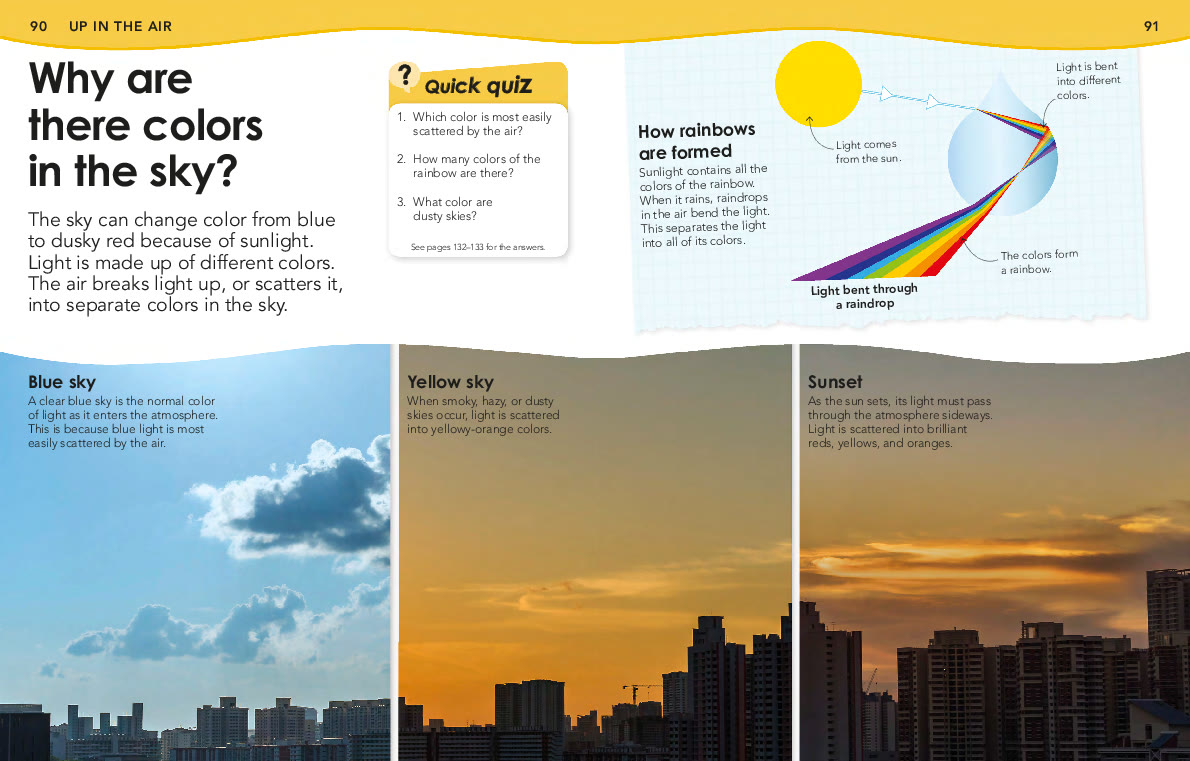 90 UP IN THE AIR
91
Why are
there colors
in the sky?
The sky can change color from blue
to dusky red because of sunlight.
Light is made up of different colors.
The air breaks light up, or scatters it,
into separate colors in the sky.
?
Quick quiz
1. Which color is most easily
scattered by the air?
2. How many colors of the
rainbow are there?
3. What color are
dusty skies?
See pages 132–133 for the answers.
How rainbows
are formed
Sunlight contains all the
colors of the rainbow.
When it rains, raindrops
in the air bend the light.
This separates the light
into all of its colors.
Light comes
from the sun.
Light is bent
into different
colors.
The colors form
a rainbow.
Light bent through
a raindrop
Blue sky
A clear blue sky is the normal color
of light as it enters the atmosphere.
This is because blue light is most
easily scattered by the air.
Yellow sky
When smoky, hazy, or dusty
skies occur, light is scattered
into yellowy-orange colors.
Sunset
As the sun sets, its light must pass
through the atmosphere sideways.
Light is scattered into brilliant
reds, yellows, and oranges.